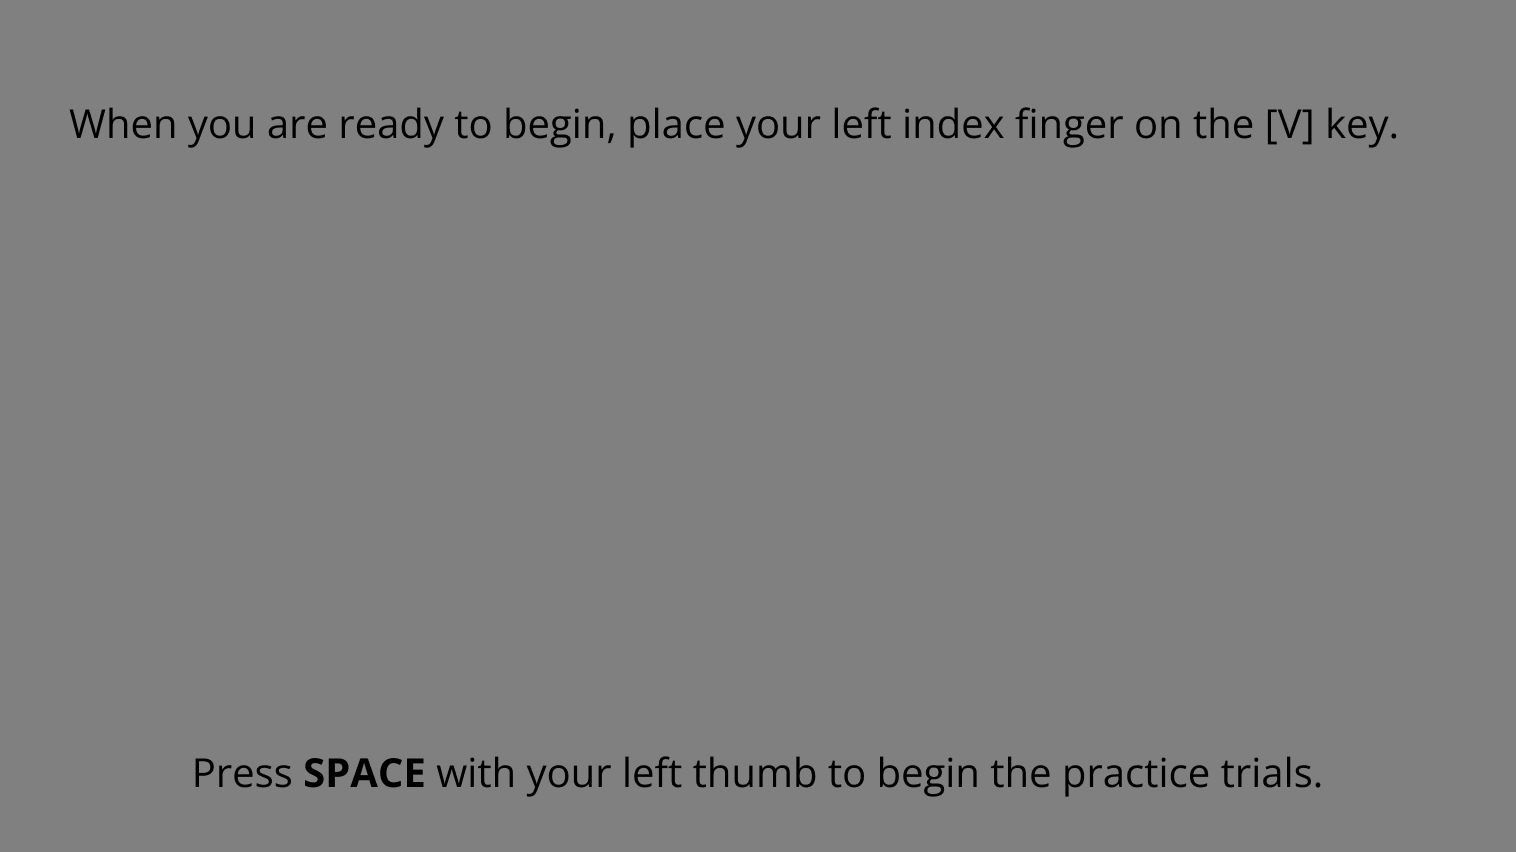 When you are ready to begin, place your left index finger on the [V] key.
Press SPACE with your left thumb to begin the practice trials.